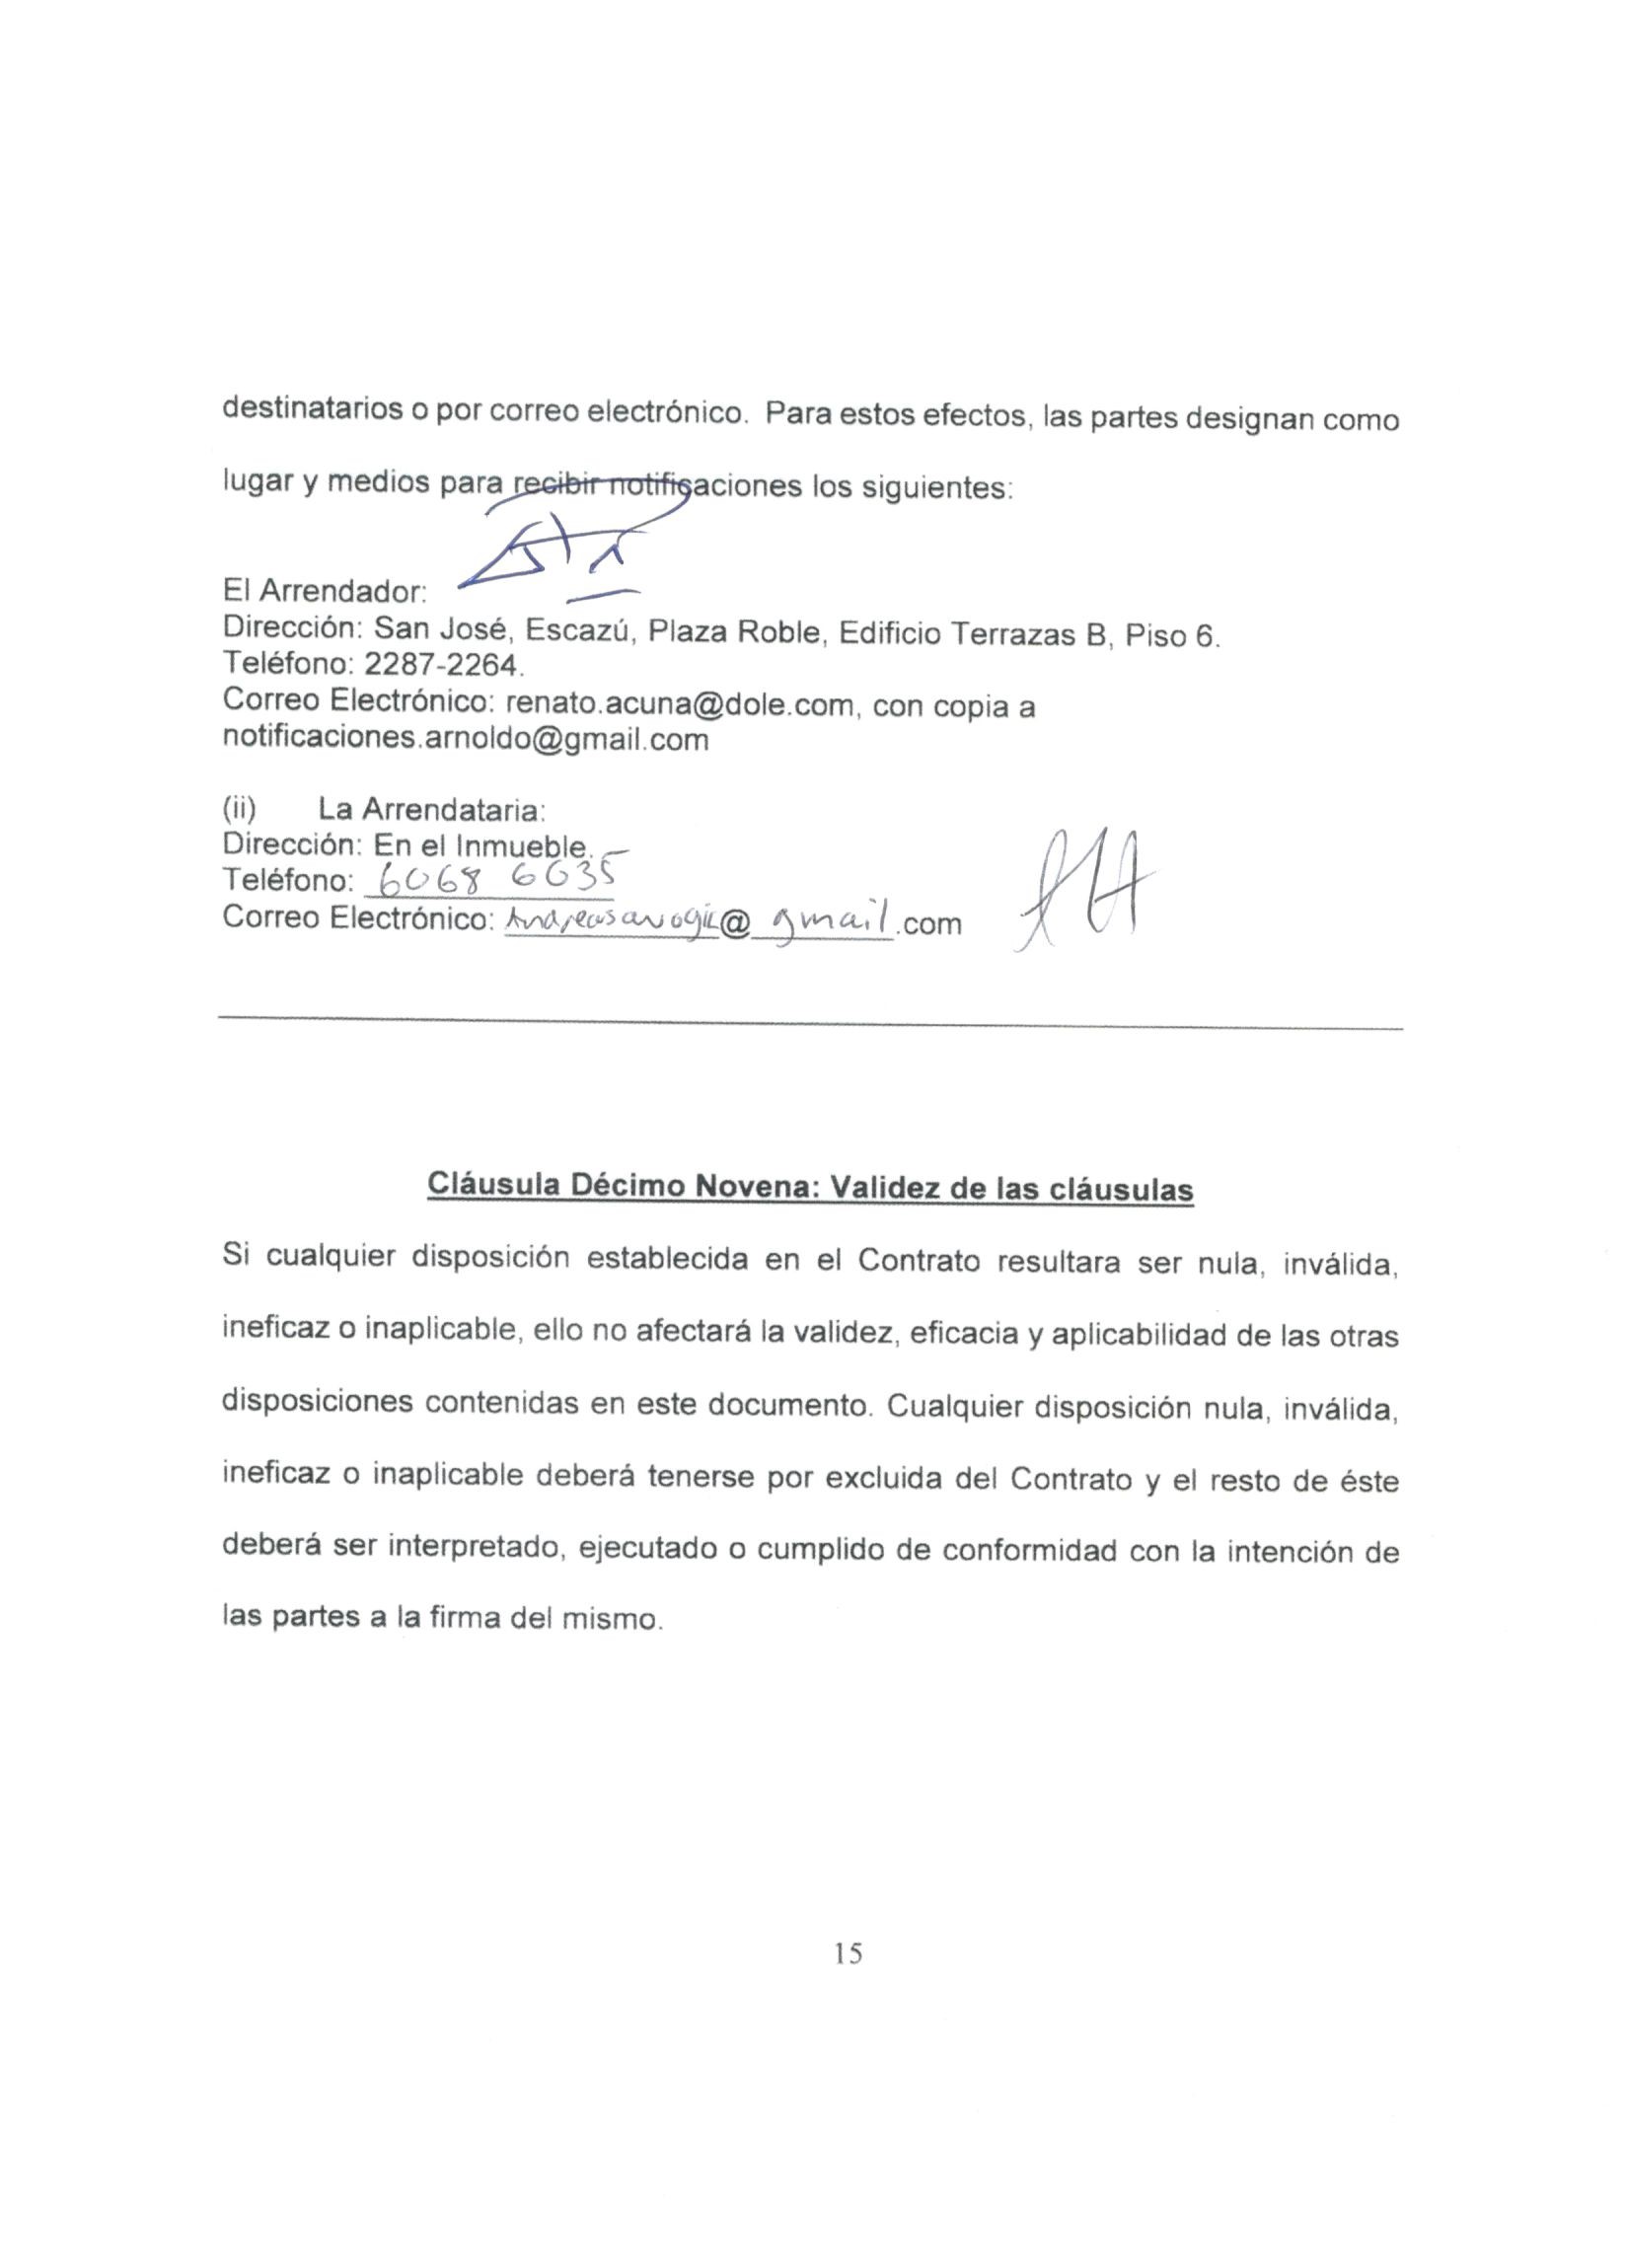 destinatarios o por correo electrónico. Para estos efectos, las partes designan como
lugar y medios para recibir notificaciones los siguientes:
El Arrendador:
Dirección: San José, Escazú, Plaza Roble, Edificio Terrazas B, Piso 6.
Teléfono: 2287-2264.
Correo Electrónico: renato.acuna@dole.com, con copia a
notificaciones.arnoldo@gmail.com
(ii) La Arrendataria:
Dirección: En el Inmueble.
Teléfono: 6068 6635
Correo Electrónico: @ gmail.com
Cláusula Décimo Novena: Validez de las cláusulas
Si cualquier disposición establecida en el Contrato resultara ser nula, inválida,
ineficaz o inaplicable, ello no afectará la validez, eficacia y aplicabilidad de las otras
disposiciones contenidas en este documento. Cualquier disposición nula, inválida,
ineficaz o inaplicable deberá tenerse por excluida del Contrato y el resto de éste
deberá ser interpretado, ejecutado o cumplido de conformidad con la intención de
las partes a la firma del mismo.
15